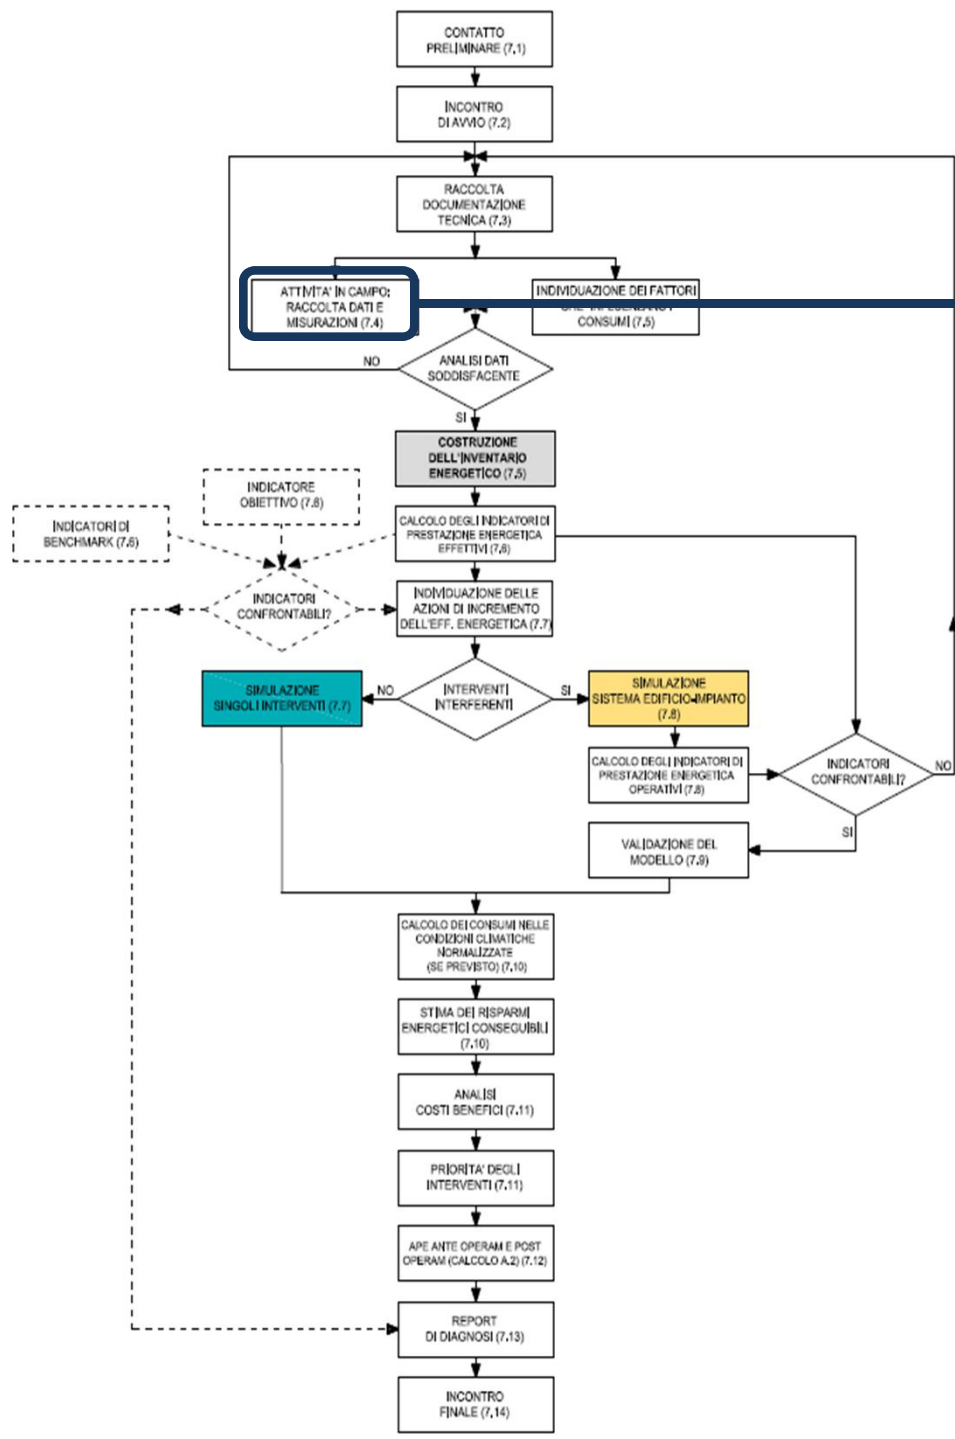 CONTATTO
PRELIMINARE (7.1)
INCONTRO
DI AVVIO (7.2)
RACCOLTA
DOCUMENTAZIONE
TECNICA (7.3)
ATTIVITA' IN CAMPO:
RACCOLTA DATI E
MISURAZIONI (7.4)
INDIVIDUAZIONE DEI FATTORI
CONSUMI (7.5)
NO
ANALISI DATI
SODDISFACENTE
SI
COSTRUZIONE
DELL'INVENTARIO
ENERGETICO (7.5)
INDICATORE
OBIETTIVO (7.6)
INDICATORI DI
BENCHMARK (7.6)
CALCOLO DEGLI INDICATORI DI
PRESTAZIONE ENERGETICA
EFFETTIVI (7.6)
INDICATORI
CONFRONTABILI?
INDIVIDUAZIONE DELLE
AZIONI DI INCREMENTO
DELL'EFF. ENERGETICA (7.7)
SIMULAZIONE
SINGOLI INTERVENTI (7.7)
NO
INTERVENTI
INTERFERENTI
SI
SIMULAZIONE
SISTEMA EDIFICIO-IMPIANTO
(7.8)
CALCOLO DEGLI INDICATORI DI
PRESTAZIONE ENERGETICA
OPERATIVI (7.8)
INDICATORI
CONFRONTABILI?
NO
SI
VALIDAZIONE DEL
MODELLO (7.9)
CALCOLO DEI CONSUMI NELLE
CONDIZIONI CLIMATICHE
NORMALIZZATE
(SE PREVISTO) (7.10)
STIMA DEI RISPARMI
ENERGETICI CONSEGUIBILI
(7.10)
ANALISI
COSTI BENEFICI (7.11)
PRIORITA' DEGLI
INTERVENTI (7.11)
APE ANTE OPERAM E POST
OPERAM (CALCOLO A.2) (7.12)
REPORT
DI DIAGNOSI (7.13)
INCONTRO
FINALE (7.14)